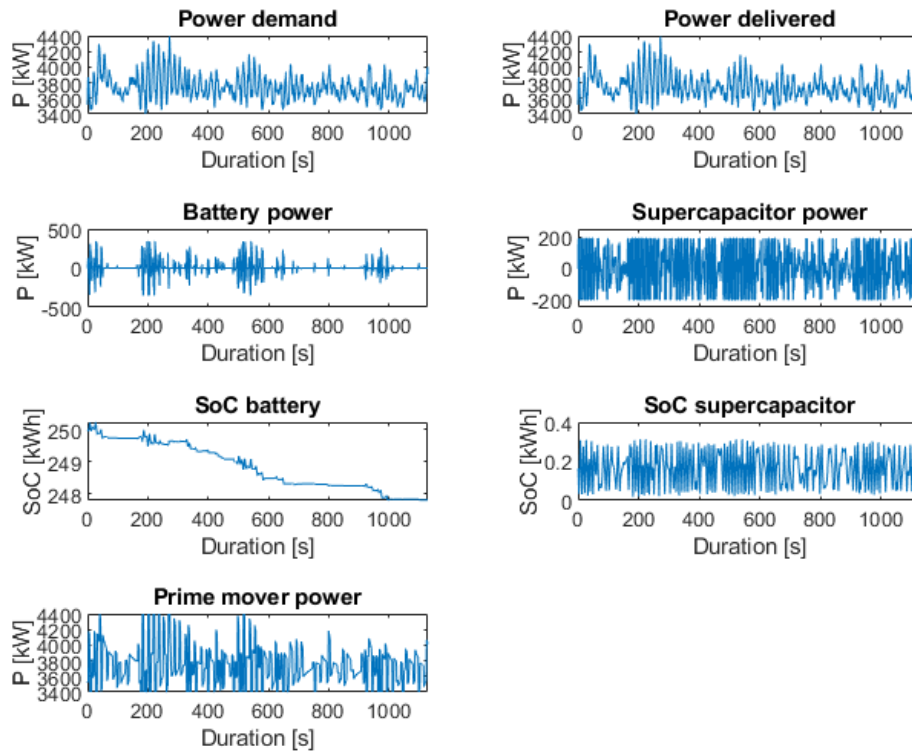 Power demand
P [kW]
4400
4200
4000
3800
3600
3400
0 200 400 600 800 1000
Duration [s]
Power delivered
P [kW]
4400
4200
4000
3800
3600
3400
0 200 400 600 800 1000
Duration [s]
Battery power
P [kW]
500
0
-500
0 200 400 600 800 1000
Duration [s]
Supercapacitor power
P [kW]
200
0
-200
0 200 400 600 800 1000
Duration [s]
SoC battery
SoC [kWh]
250
249
248
0 200 400 600 800 1000
Duration [s]
SoC supercapacitor
SoC [kWh]
0.4
0.2
0
0 200 400 600 800 1000
Duration [s]
Prime mover power
P [kW]
4400
4200
4000
3800
3600
3400
0 200 400 600 800 1000
Duration [s]